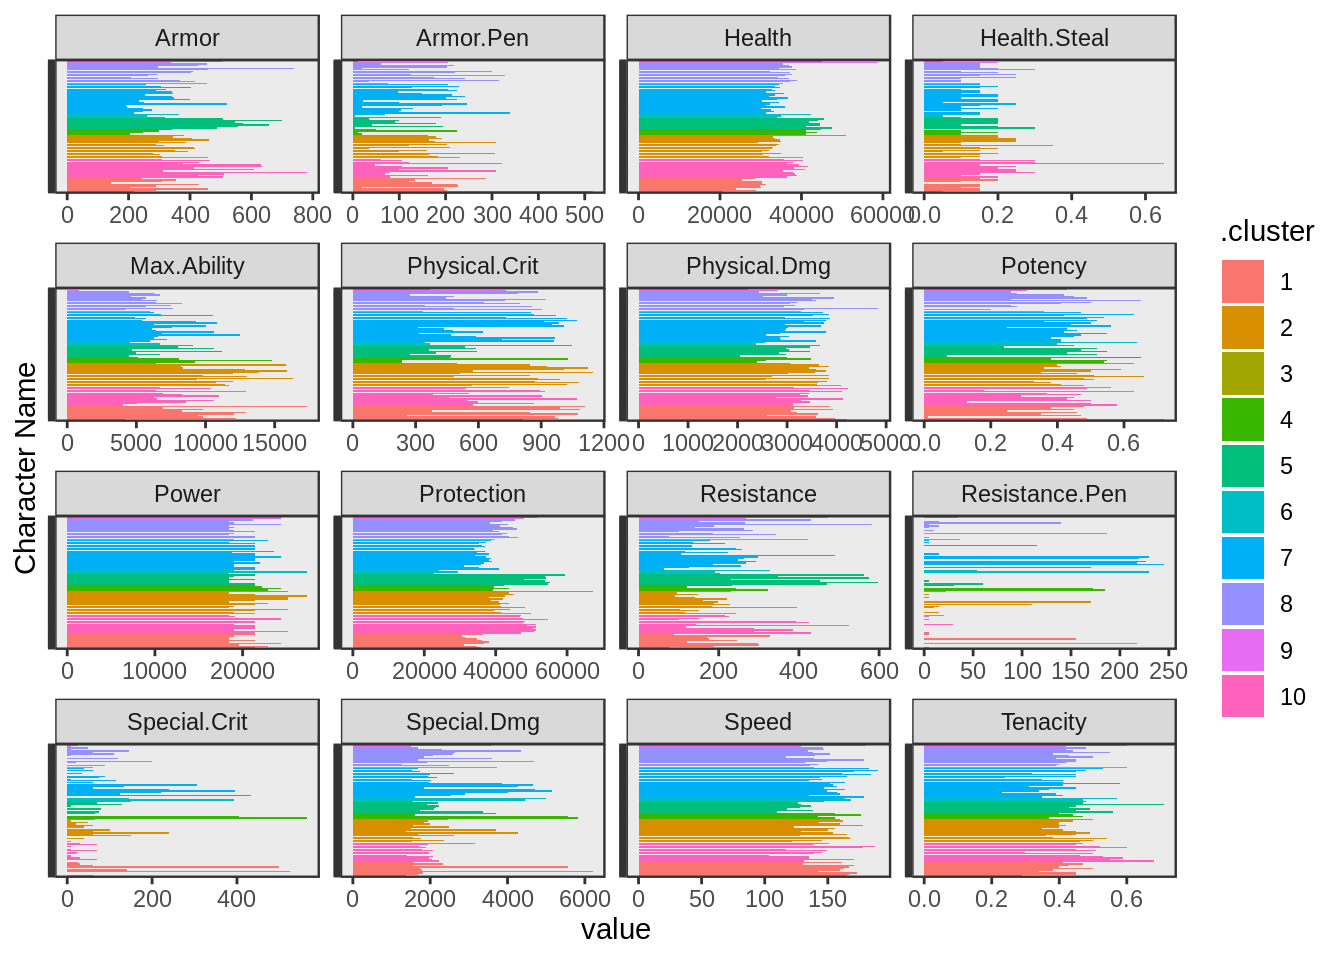 Armor Armor.Pen Health Health.Steal
0 200 400 600 800 0 100 200 300 400 500 0 20000 40000 60000 0.0 0.2 0.4 0.6
Max.Ability Physical.Crit Physical.Dmg Potency
0 5000 10000 15000 0 300 600 900 1200 0 1000 2000 3000 4000 5000 0.0 0.2 0.4 0.6
Power Protection Resistance Resistance.Pen
0 10000 20000 0 20000 40000 60000 0 200 400 600 0 50 100 150 200 250
Special.Crit Special.Dmg Speed Tenacity
0 200 400 0 2000 4000 6000 0 50 100 150 0.0 0.2 0.4 0.6
value
Character Name
.cluster
1
2
3
4
5
6
7
8
9
10